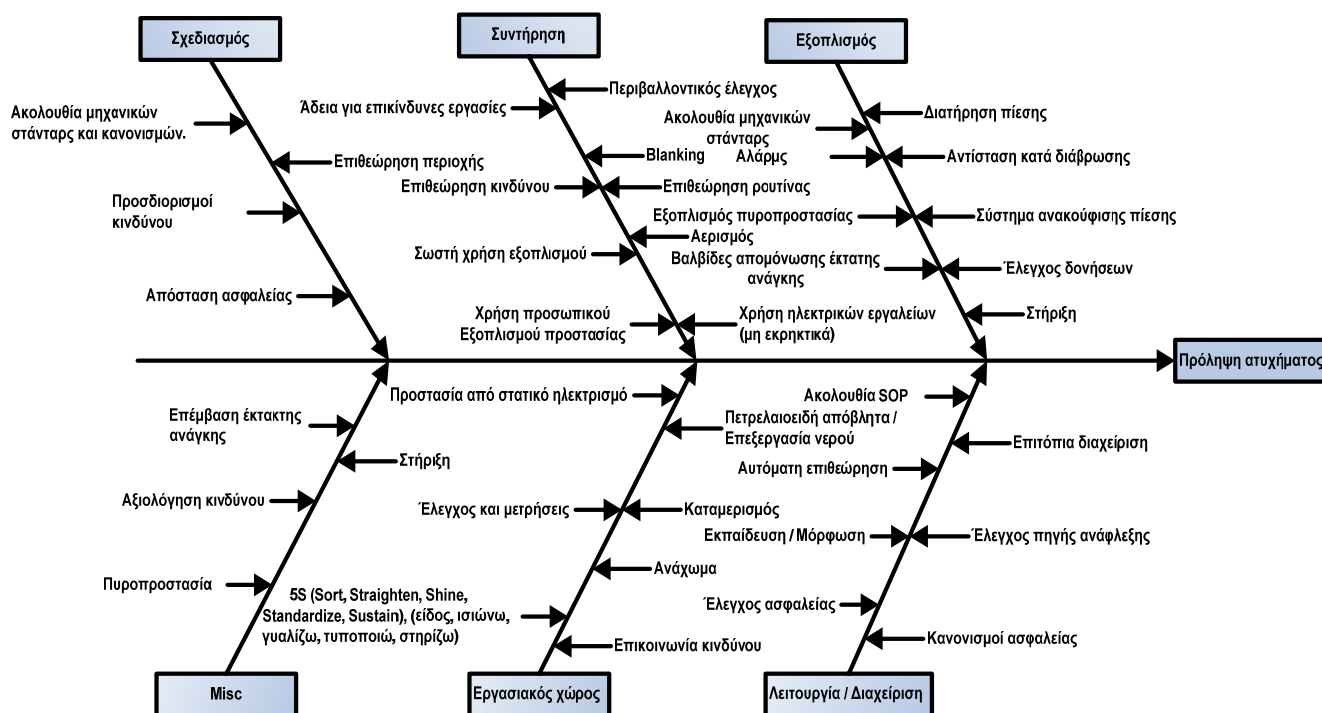 Σχεδιασμός
Συντήρηση
Εξοπλισμός
Ακολουθία μηχανικών
στάνταρς και κανονισμών.
Επιθεώρηση περιοχής
Προσδιορισμοί
κινδύνου
Απόσταση ασφαλείας
Περιβαλλοντικός έλεγχος
Άδεια για επικίνδυνες εργασίες
Blanking
Επιθεώρηση κινδύνου
Επιθεώρηση ρουτίνας
Αερισμός
Σωστή χρήση εξοπλισμού
Χρήση προσωπικού
Εξοπλισμού προστασίας
Χρήση ηλεκτρικών εργαλείων
(μη εκρηκτικά)
Διατήρηση πίεσης
Ακολουθία μηχανικών
στάνταρς
Αλάρμς
Αντίσταση κατά διάβρωσης
Εξοπλισμός πυροπροστασίας
Σύστημα ανακούφισης πίεσης
Βαλβίδες απομόνωσης έκτατης
ανάγκης
Έλεγχος δονήσεων
Στήριξη
Πρόληψη ατυχήματος
Επέμβαση έκτακτης
ανάγκης
Στήριξη
Αξιολόγηση κινδύνου
Πυροπροστασία
Προστασία από στατικό ηλεκτρισμό
Πετρελαιοειδή απόβλητα /
Επεξεργασία νερού
Έλεγχος και μετρήσεις
Καταμερισμός
Ανάχωμα
5S (Sort, Straighten, Shine,
Standardize, Sustain), (είδος, ισιώνω,
γυαλίζω, τυποποιώ, στηρίζω)
Επικοινωνία κινδύνου
Ακολουθία SOP
Επιτόπια διαχείριση
Αυτόματη επιθεώρηση
Εκπαίδευση / Μόρφωση
Έλεγχος πηγής ανάφλεξης
Έλεγχος ασφαλείας
Κανονισμοί ασφαλείας
Misc
Εργασιακός χώρος
Λειτουργία / Διαχείριση